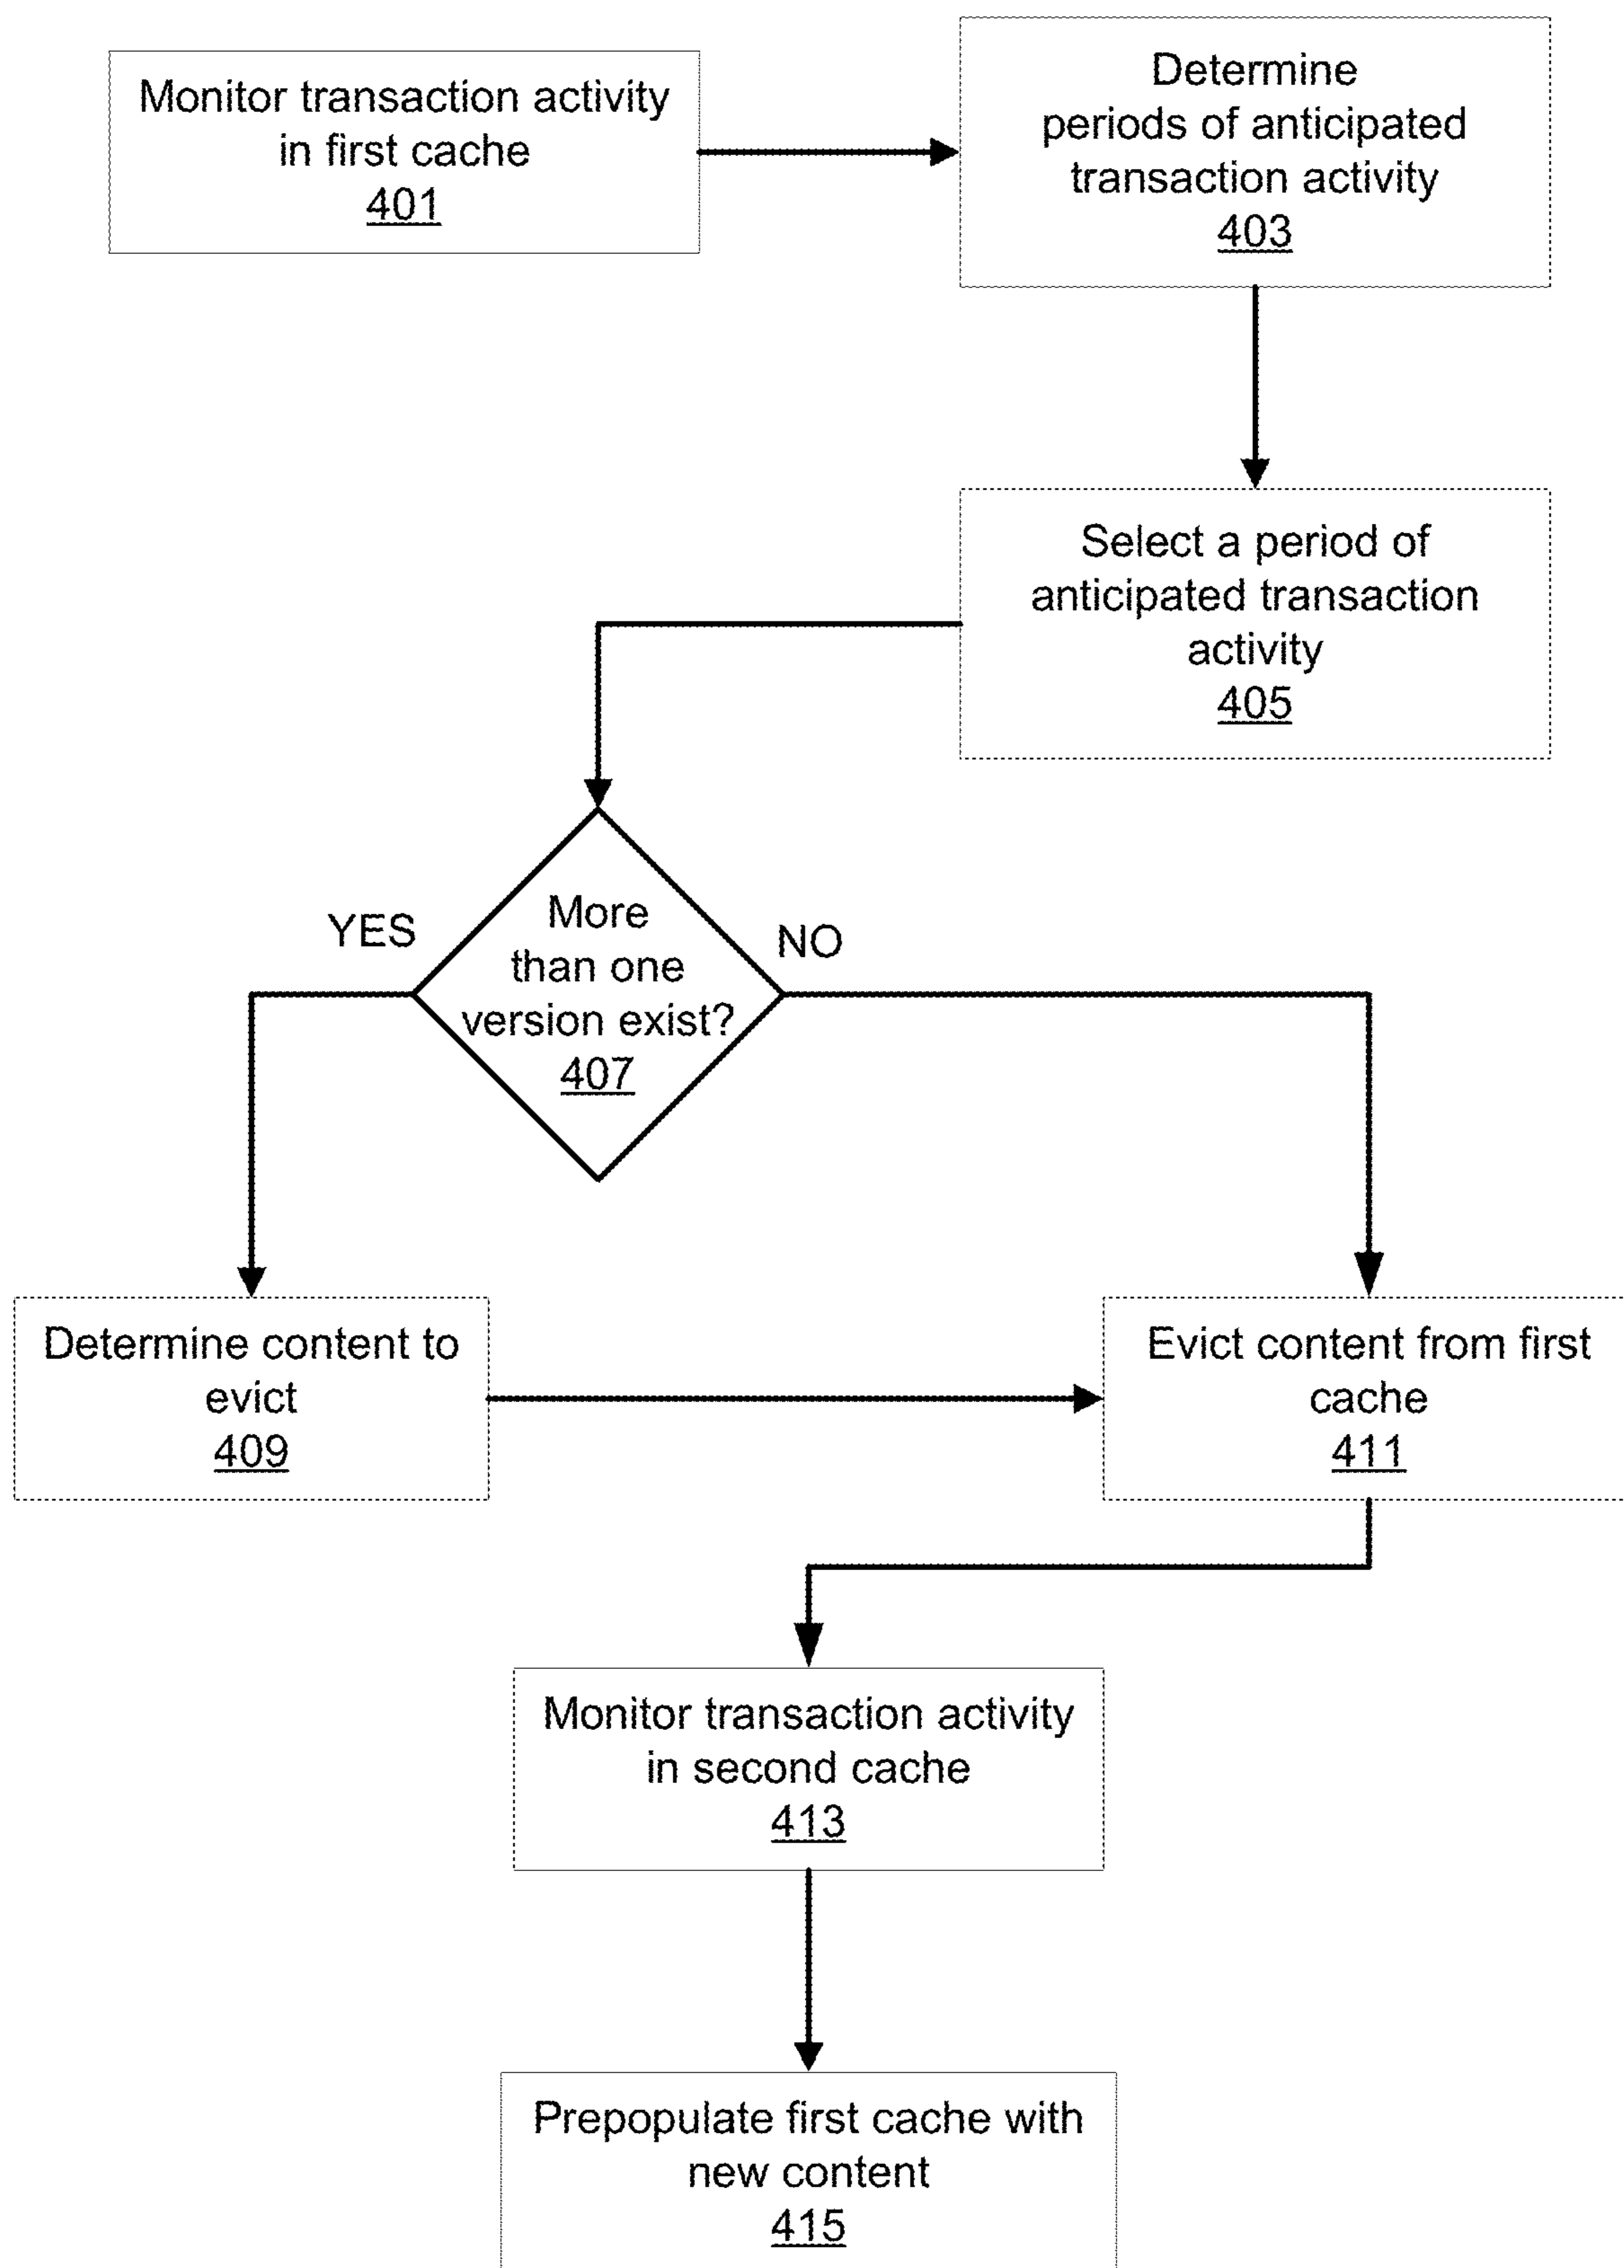 Monitor transaction activity
in first cache
401
Determine
periods of anticipated
transaction activity
403
Select a period of
anticipated transaction
activity
405
More
than one
version exist?
407
YES
NO
Determine content to
evict
409
Evict content from first
cache
411
Monitor transaction activity
in second cache
413
Prepopulate first cache with
new content
415